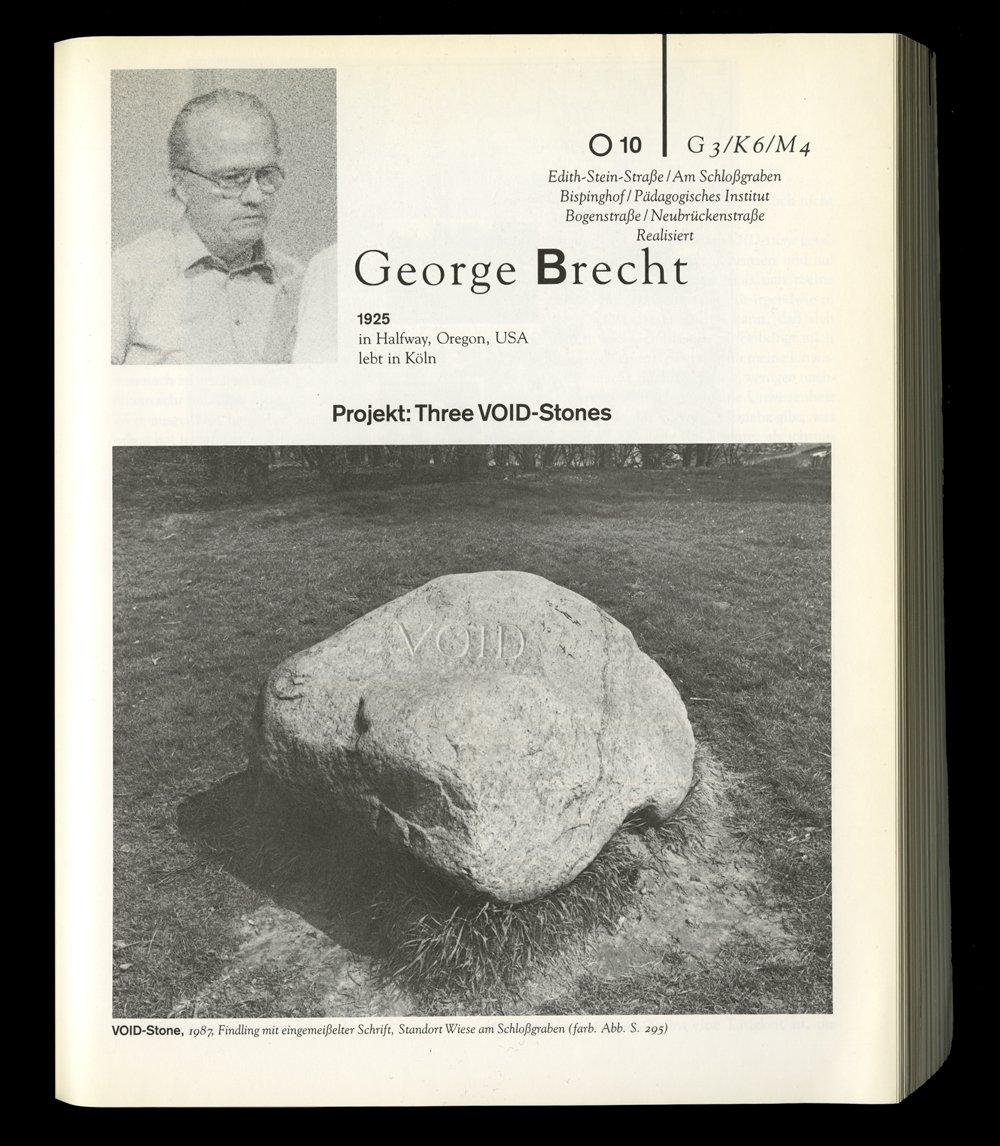 O 10 G 3/K 6/M 4
Edith-Stein-Straße / Am Schloßgraben
Bispinghof / Pädagogisches Institut
Bogenstraße / Neubrückenstraße
Realisiert
George Brecht
1925
in Halfway, Oregon, USA
lebt in Köln
Projekt: Three VOID-Stones
VOID
VOID-Stone, 1987, Findling mit eingemeißelter Schrift, Standort Wiese am Schloßgraben (farb. Abb. S. 295)